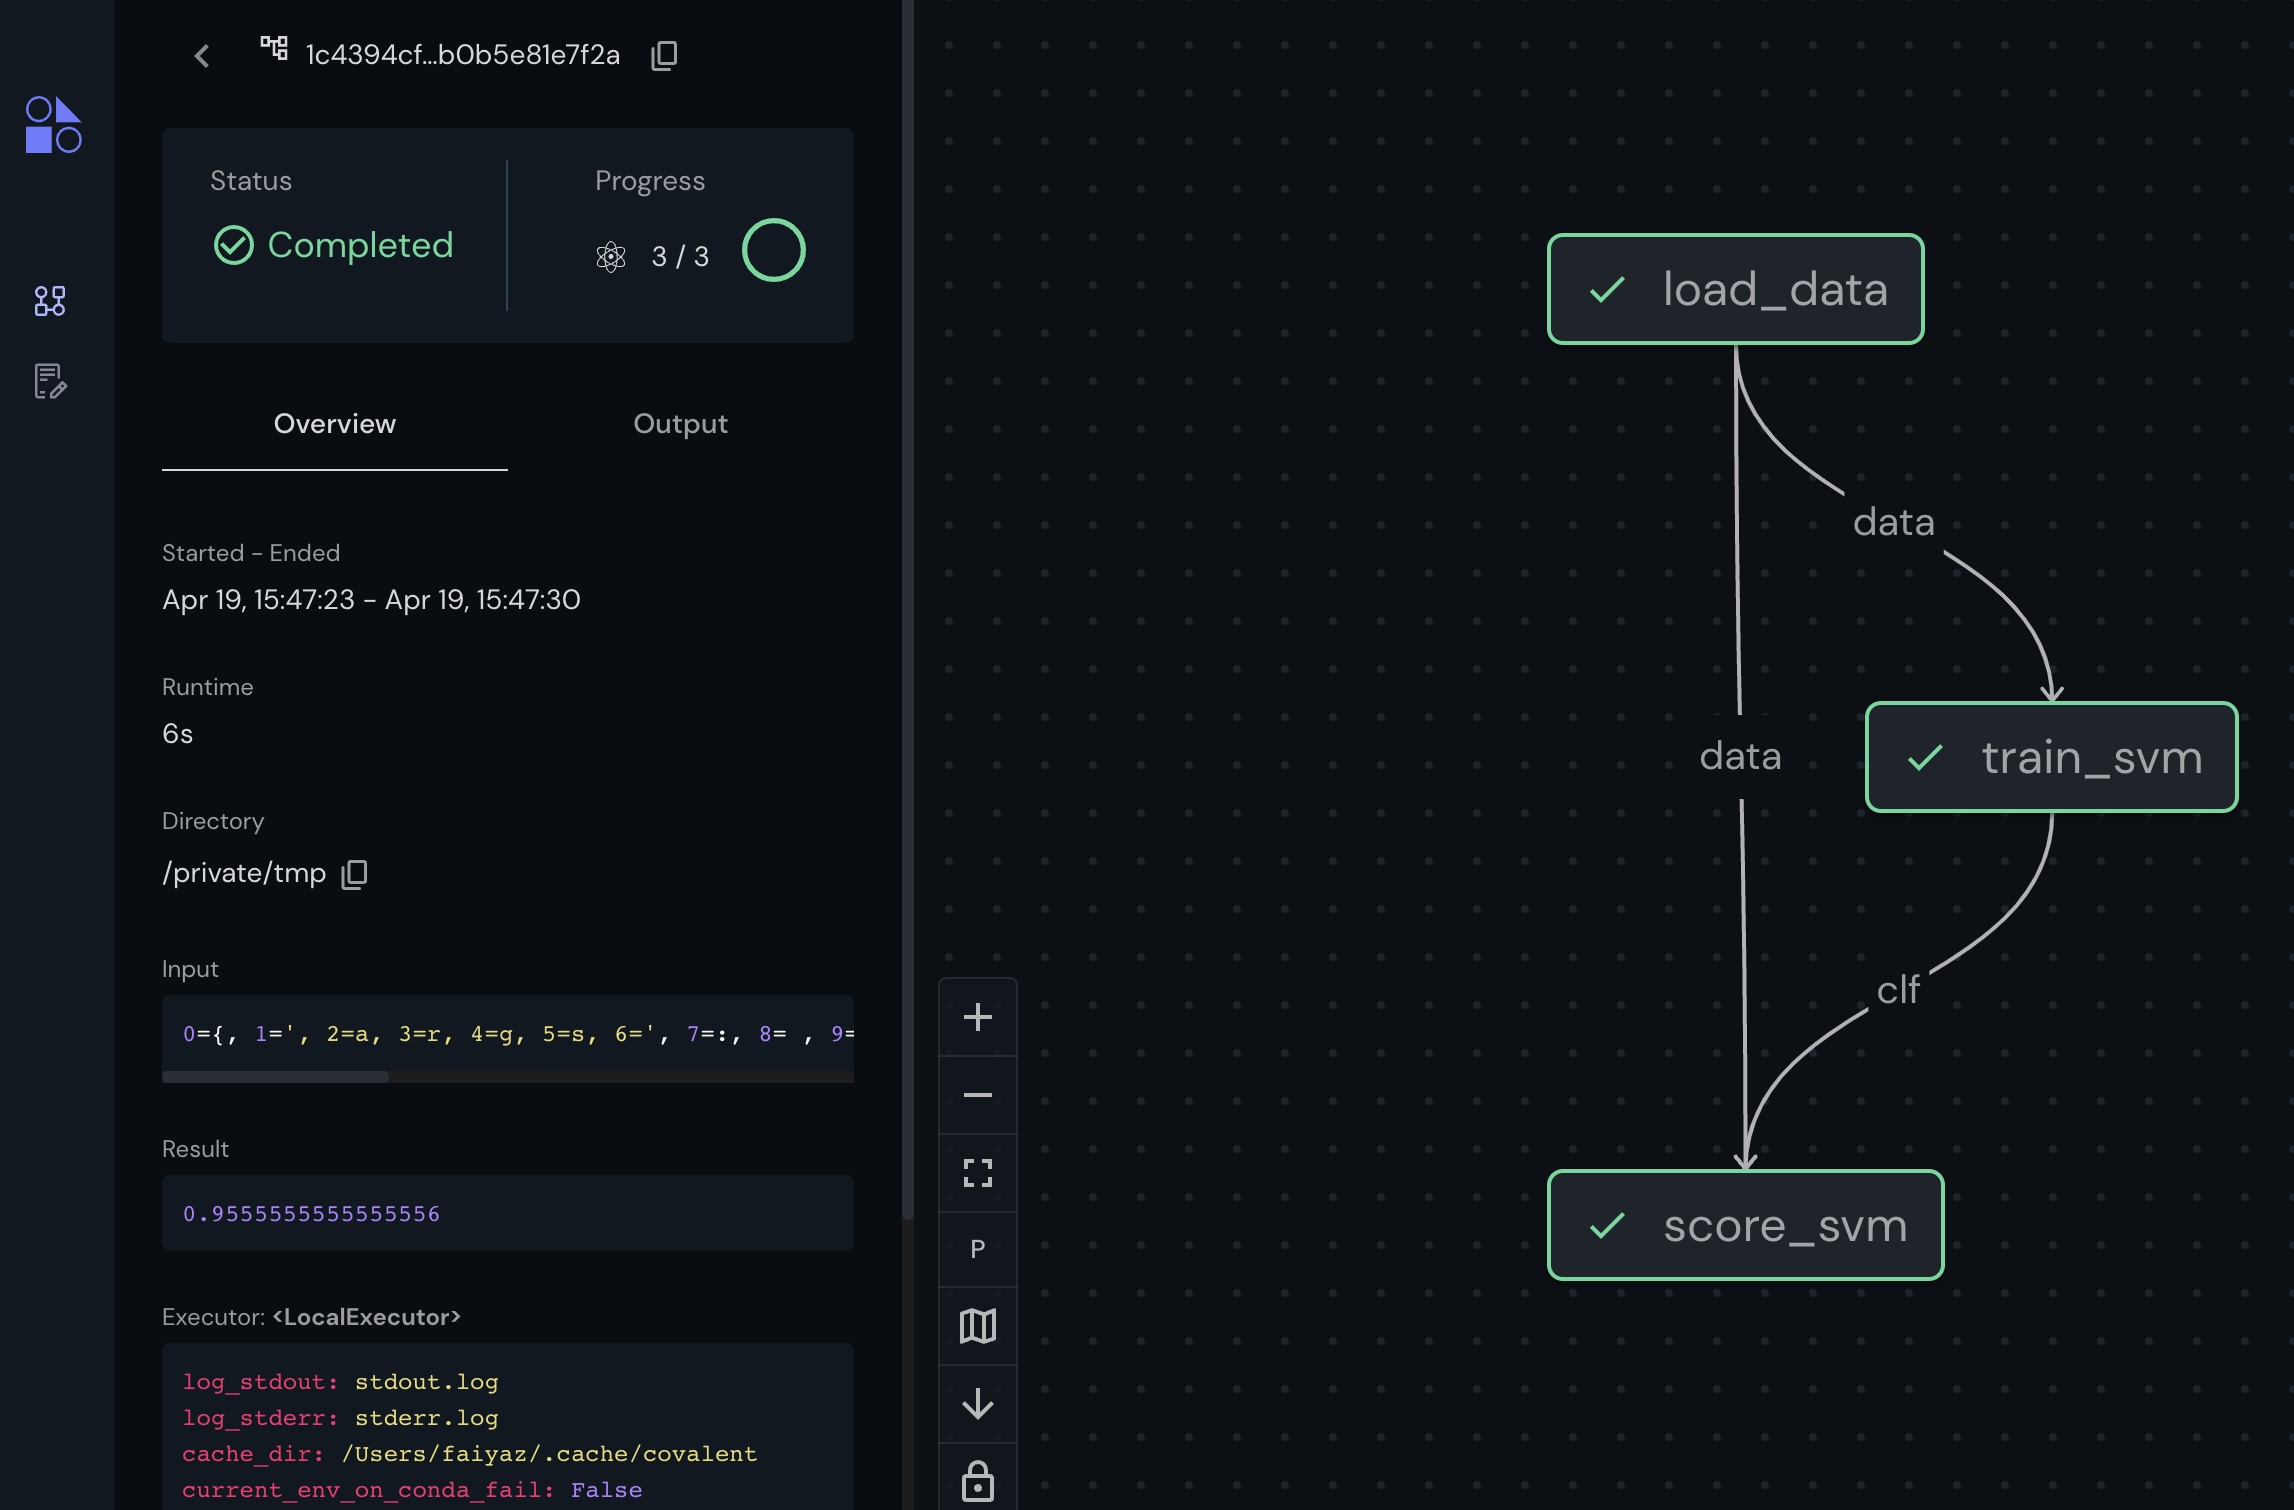 1c4394cf...b0b5e81e7f2a
Status
Progress
Completed
3 / 3
Overview
Output
Started - Ended
Apr 19, 15:47:23 - Apr 19, 15:47:30
Runtime
6s
Directory
/private/tmp
Input
0={, 1=', 2=a, 3=r, 4=g, 5=s, 6=', 7=:, 8= , 9=
Result
0.9555555555555556
Executor: <LocalExecutor>
log_stdout: stdout.log
log_stderr: stderr.log
cache_dir: /Users/faiyaz/.cache/covalent
current_env_on_conda_fail: False
P
load_data
data
data
train_svm
clf
score_svm